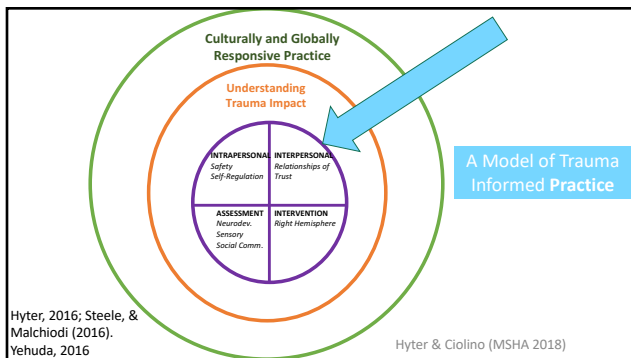 Culturally and Globally
Responsive Practice
Understanding
Trauma Impact
INTRAPERSONAL
Safety
Self-Regulation
INTERPERSONAL
Relationships of
Trust
ASSESSMENT
Neurodev.
Sensory
Social Comm.
INTERVENTION
Right Hemisphere
A Model of Trauma
Informed Practice
Hyter, 2016; Steele, &
Malchiodi (2016).
Yehuda, 2016
Hyter & Ciolino (MSHA 2018)